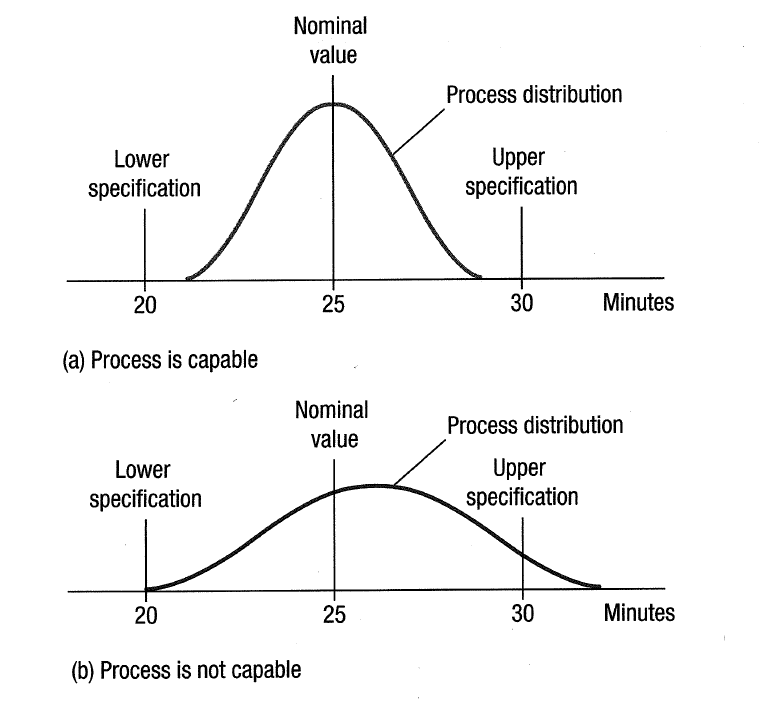 Nominal
value
Process distribution
Lower
specification
Upper
specification
20
25
30
Minutes
(a) Process is capable
Nominal
value
Process distribution
Lower
specification
Upper
specification
20
25
30
Minutes
(b) Process is not capable